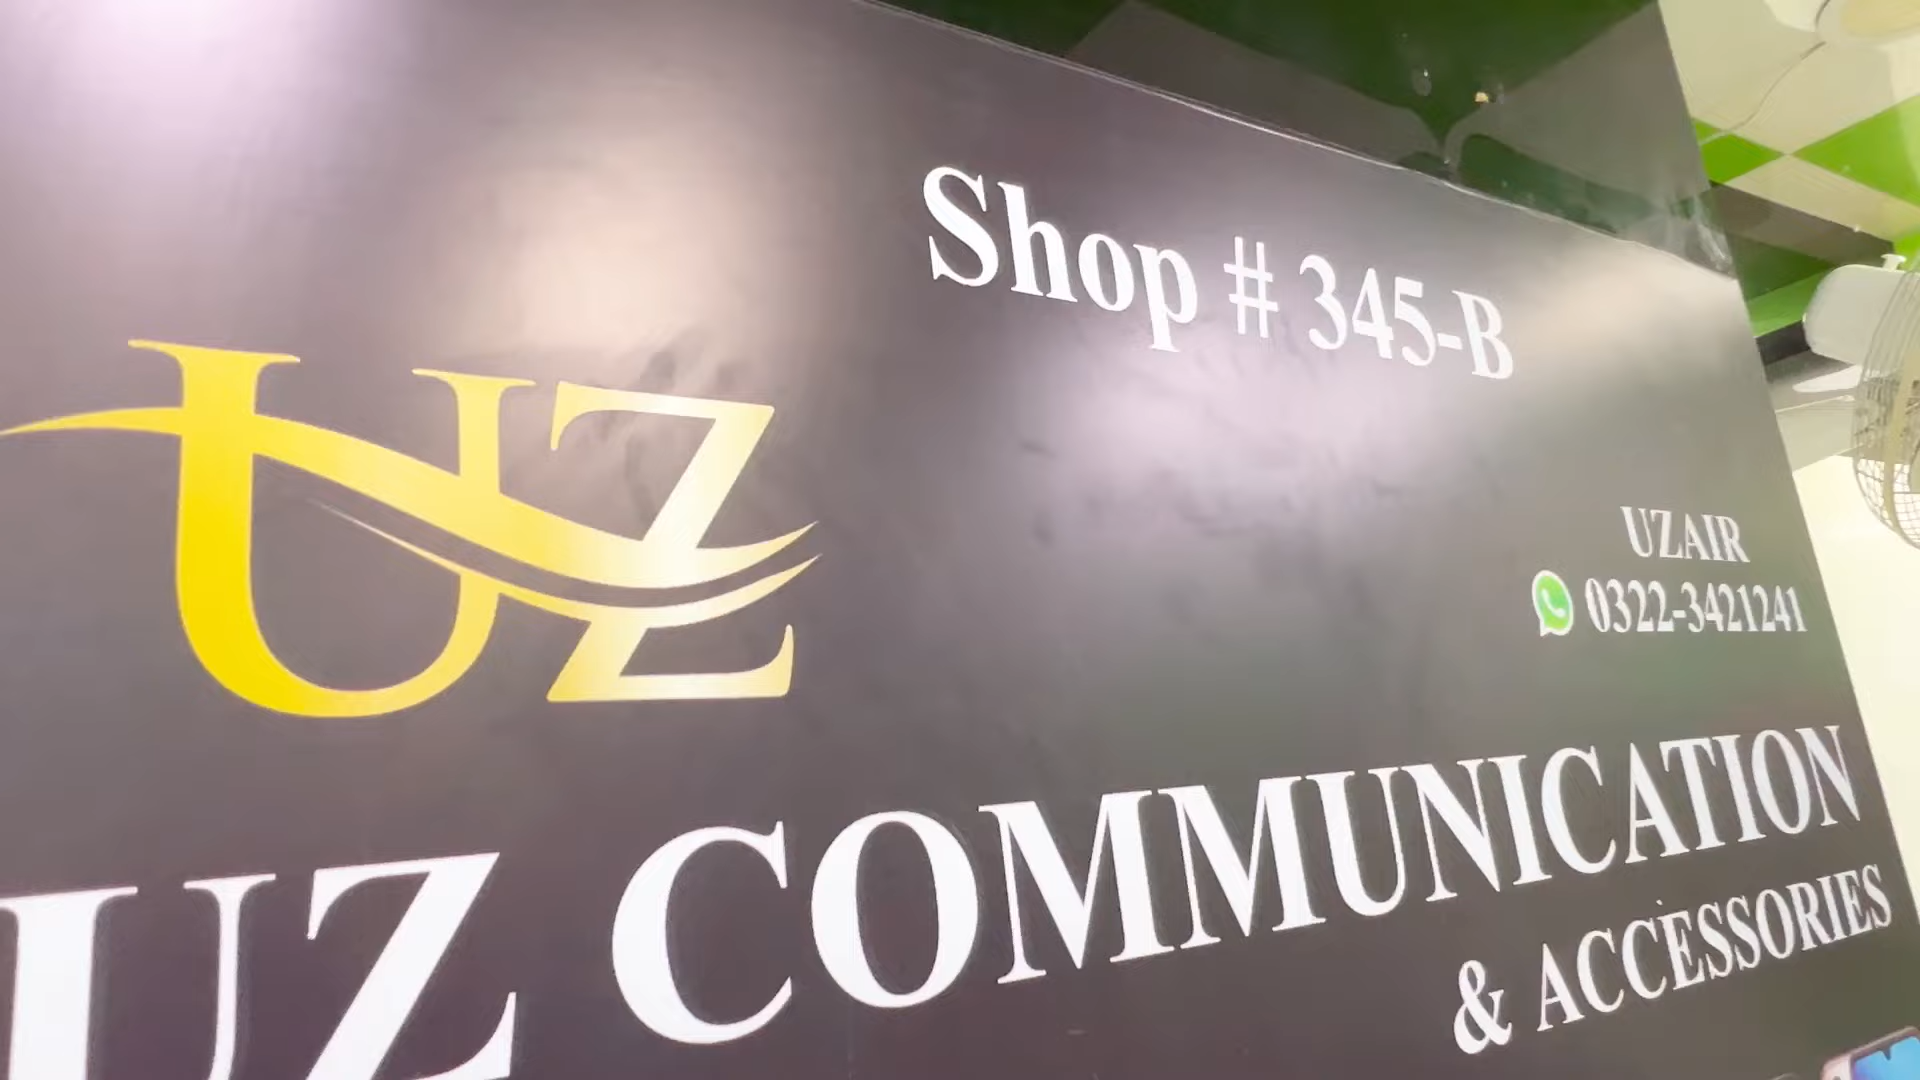 Shop # 345-B
UZ
UZAIR
0322-3421241
UZ COMMUNICATION
& ACCESSORIES